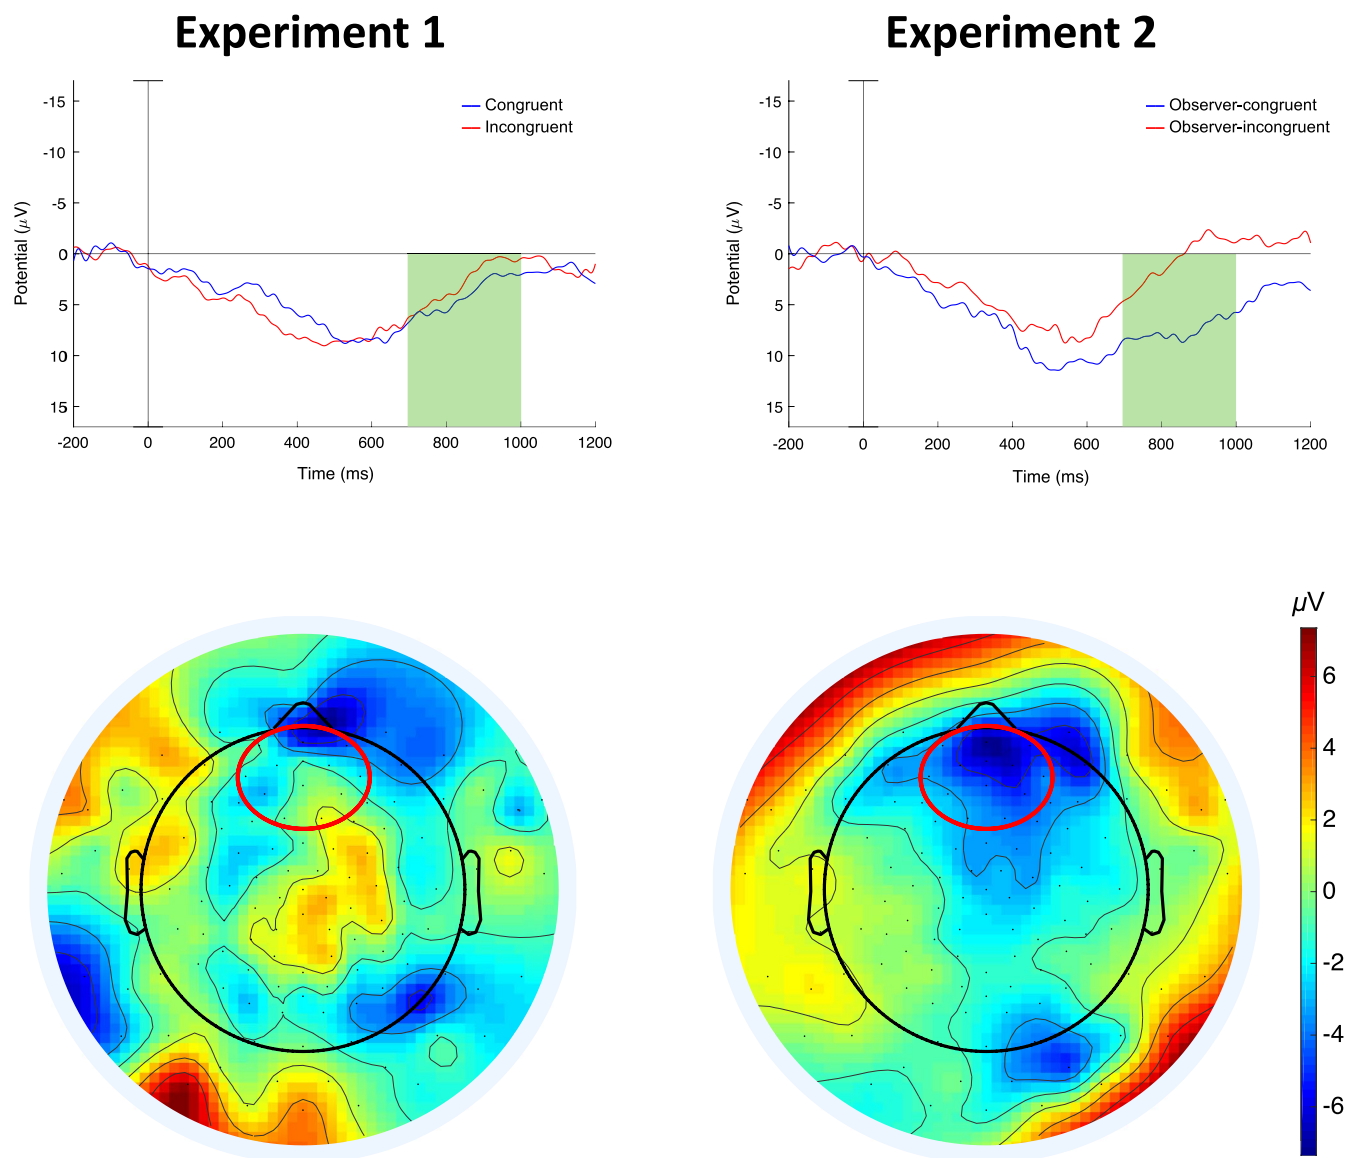 Experiment 1
Experiment 2
-15
-10
-5
0
5
10
15
Potential (μV)
Congruent
Incongruent
-200 0 200 400 600 800 1000 1200
Time (ms)
-15
-10
-5
0
5
10
15
Potential (μV)
Observer-congruent
Observer-incongruent
-200 0 200 400 600 800 1000 1200
Time (ms)
μV
6
4
2
0
-2
-4
-6